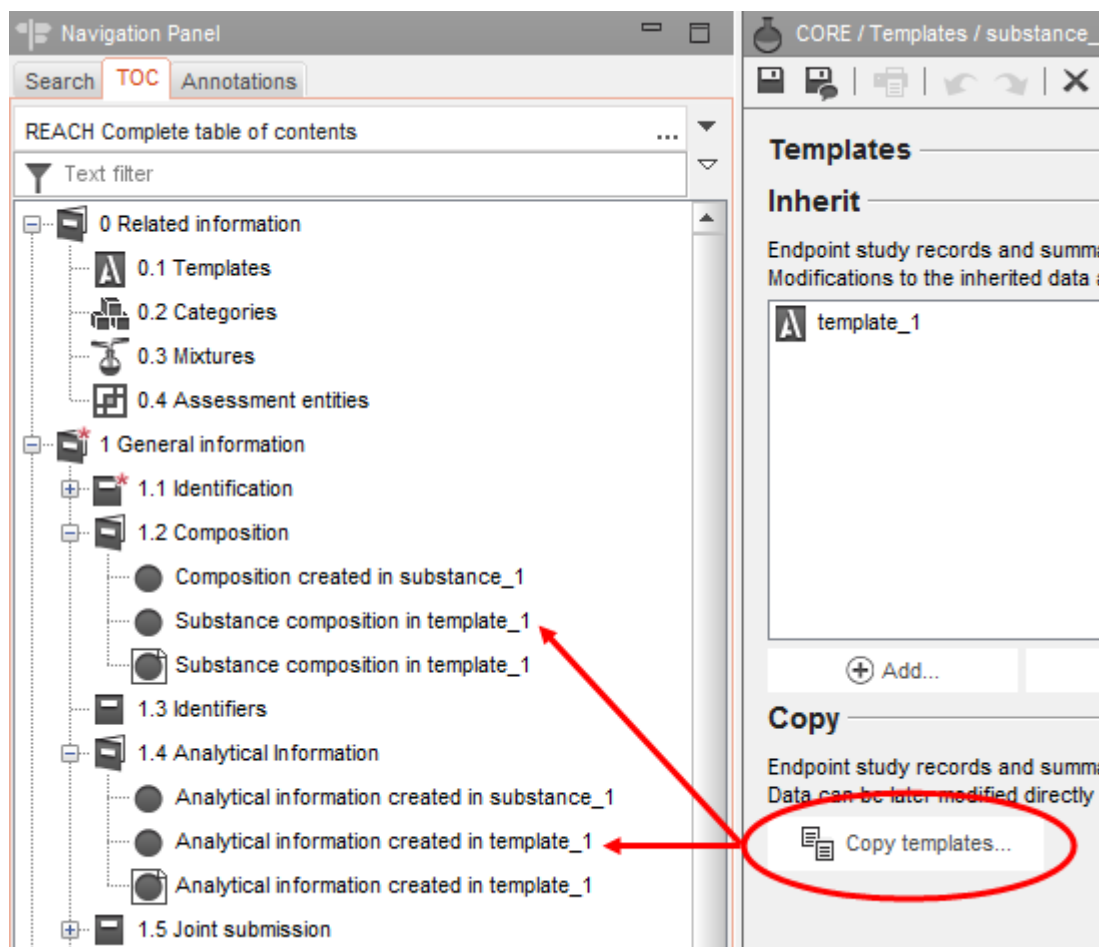 Navigation Panel
Search TOC Annotations
REACH Complete table of contents ...
Text filter
0 Related information
0.1 Templates
0.2 Categories
0.3 Mixtures
0.4 Assessment entities
1 General information
1.1 Identification
1.2 Composition
Composition created in substance_1
Substance composition in template_1
Substance composition in template_1
1.3 Identifiers
1.4 Analytical Information
Analytical information created in substance_1
Analytical information created in template_1
Analytical information created in template_1
1.5 Joint submission
CORE / Templates / substance_
Templates
Inherit
Endpoint study records and summa
Modifications to the inherited data a
template_1
Add...
Copy
Endpoint study records and summa
Data can be later modified directly
Copy templates...